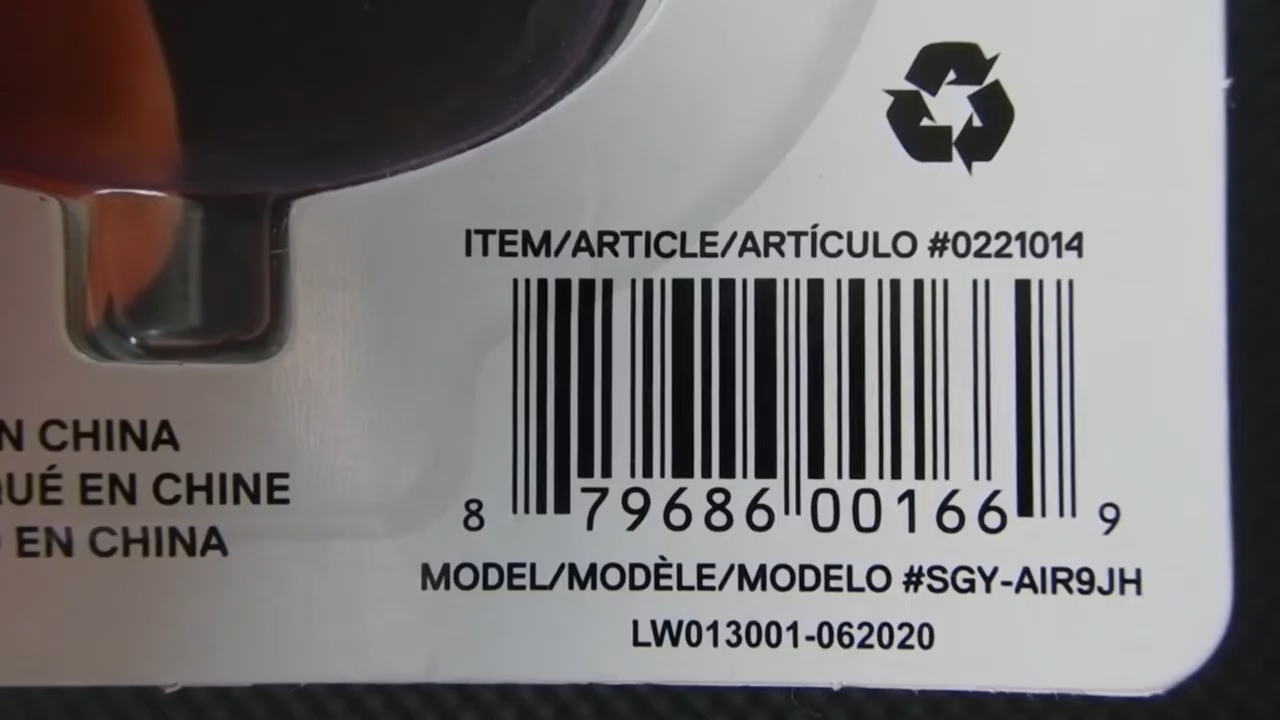 ITEM/ARTICLE/ARTÍCULO #0221014
8 79686 00166 9
MODEL/MODÈLE/MODELO #SGY-AIR9JH
LW013001-062020
CHINA
EN CHINE
EN CHINA